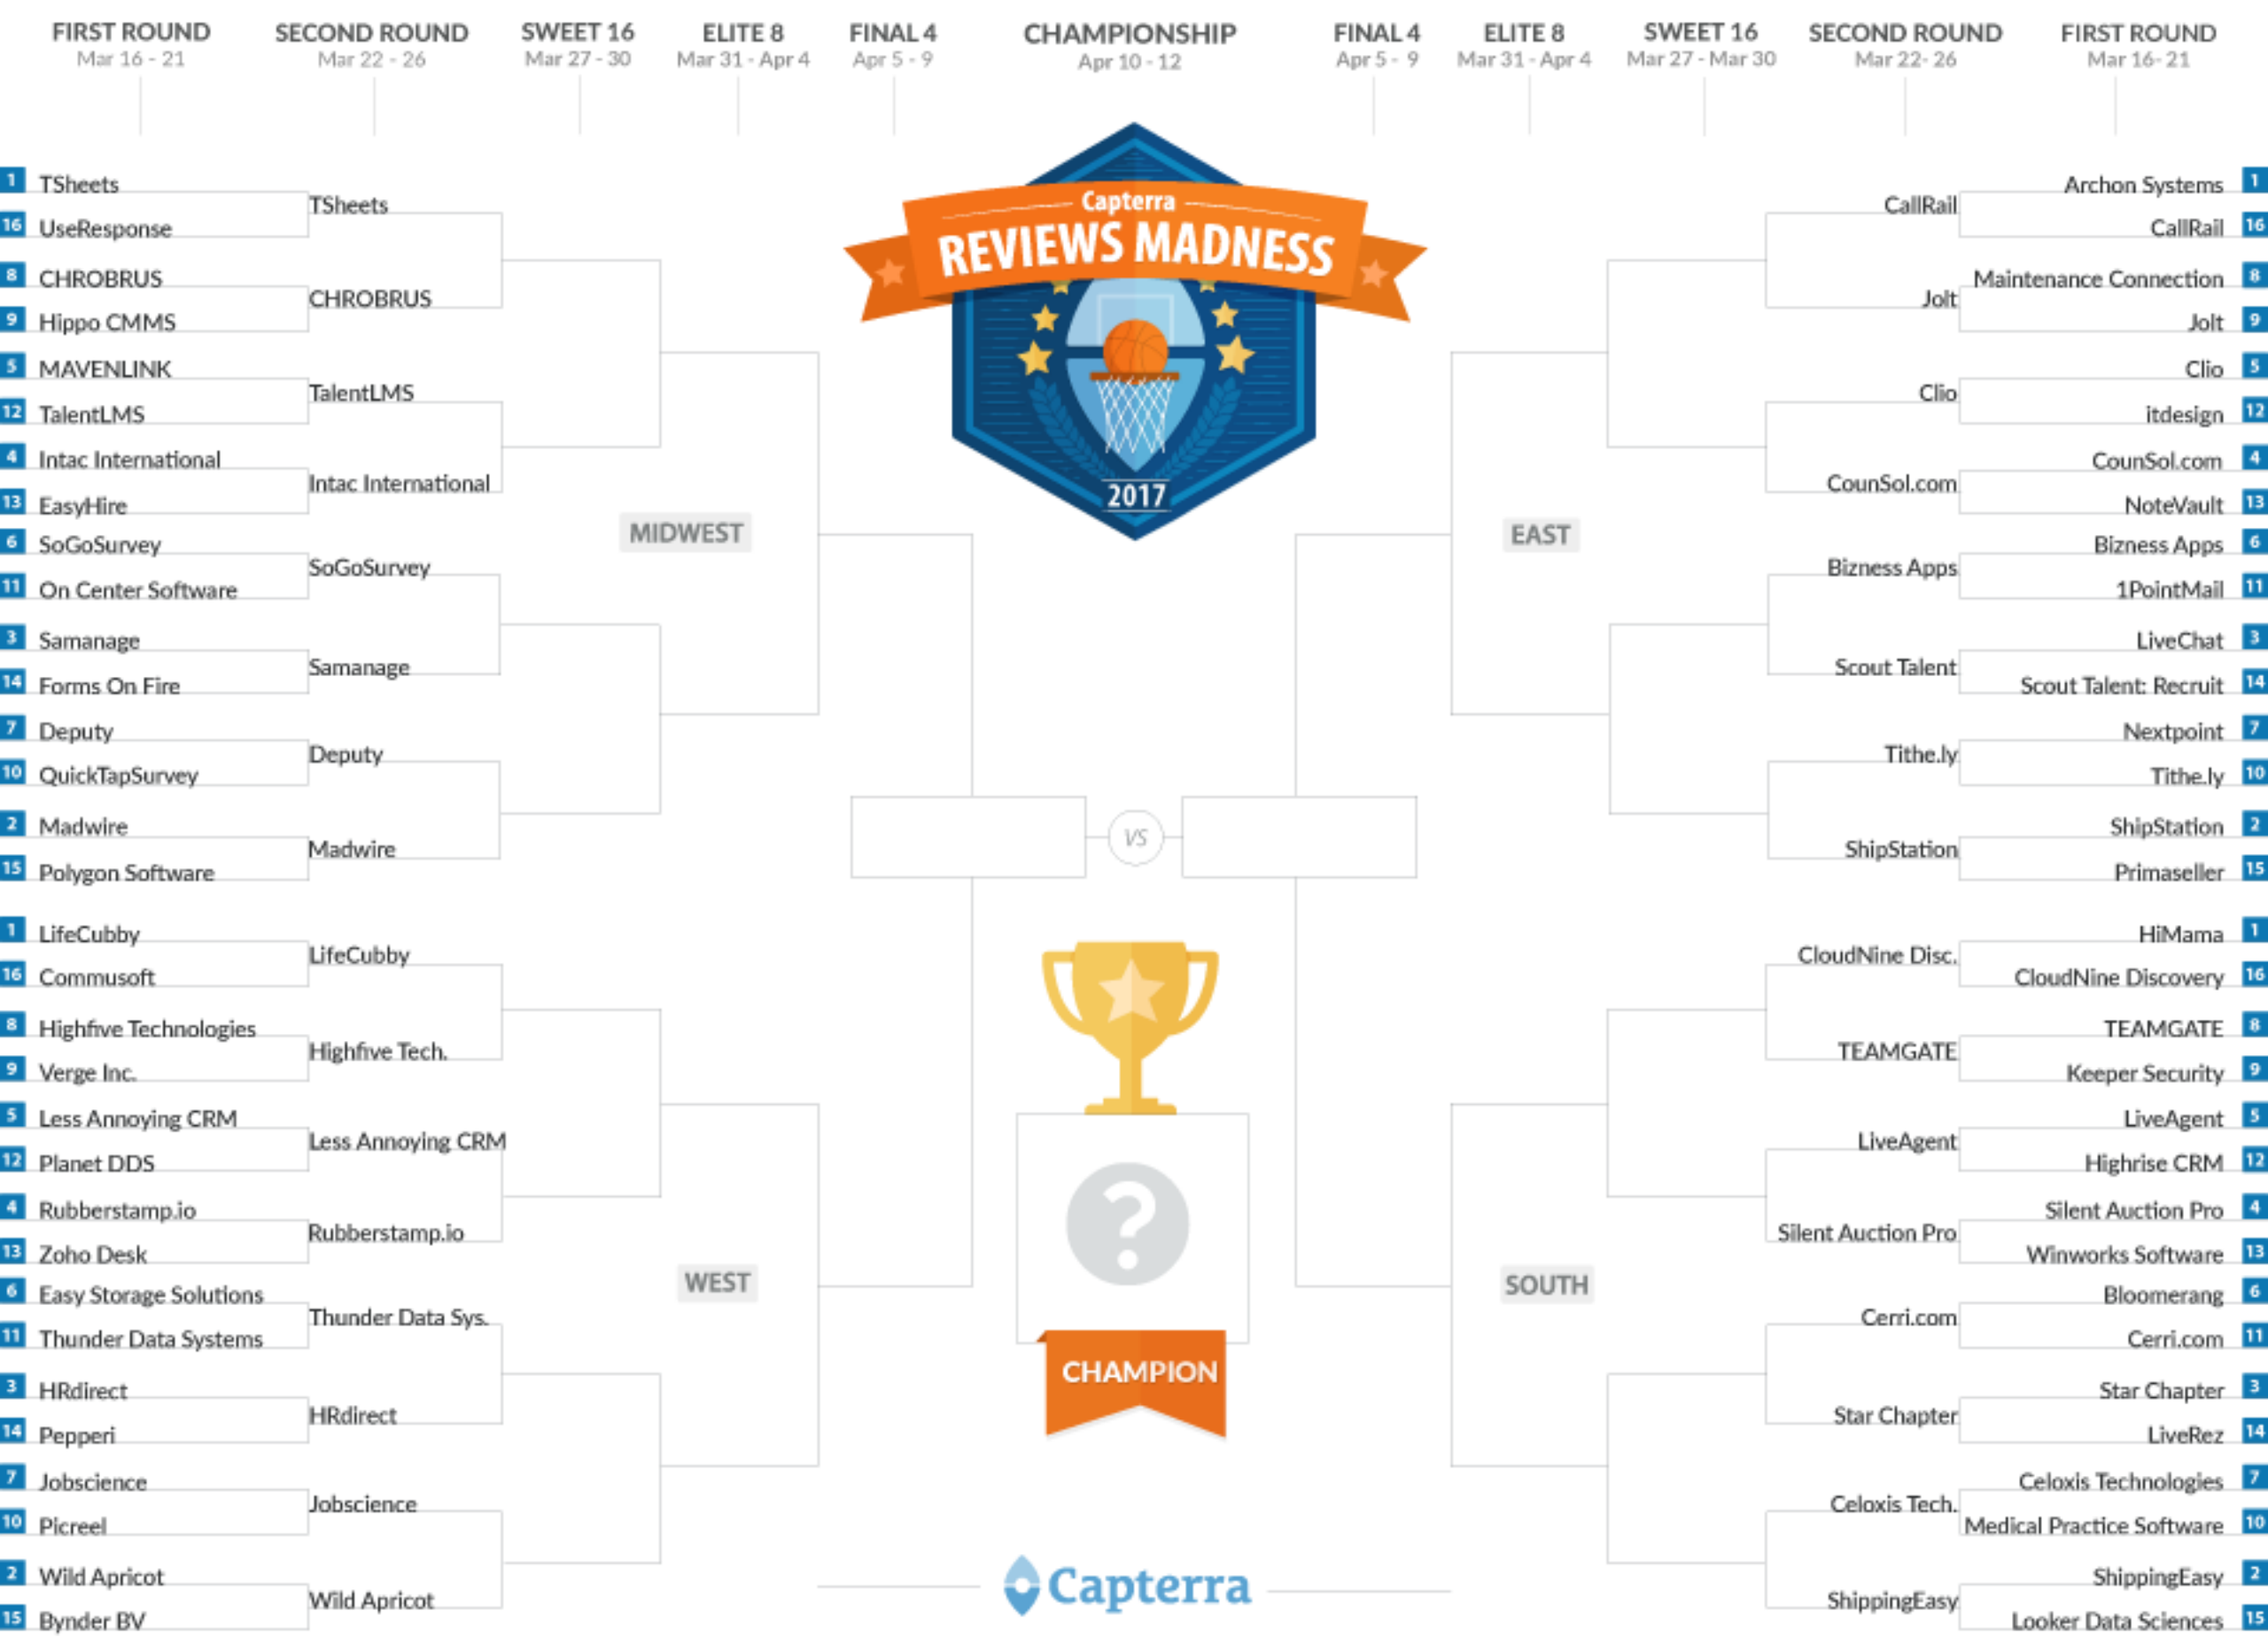 FIRST ROUND
Mar 16 - 21
SECOND ROUND
Mar 22 - 26
SWEET 16
Mar 27 - 30
ELITE 8
Mar 31 - Apr 4
FINAL 4
Apr 5 - 9
CHAMPIONSHIP
Apr 10 - 12
FINAL 4
Apr 5 - 9
ELITE 8
Mar 31 - Apr 4
SWEET 16
Mar 27 - Mar 30
SECOND ROUND
Mar 22- 26
FIRST ROUND
Mar 16- 21
1 TSheets
16 UseResponse
8 CHROBRUS
9 Hippo CMMS
5 MAVENLINK
12 TalentLMS
4 Intac International
13 EasyHire
6 SoGoSurvey
11 On Center Software
3 Samanage
14 Forms On Fire
7 Deputy
10 QuickTapSurvey
2 Madwire
15 Polygon Software
TSheets
CHROBRUS
TalentLMS
Intac International
SoGoSurvey
Samanage
Deputy
Madwire
MIDWEST
1 LifeCubby
16 Commusoft
8 Highfive Technologies
9 Verge Inc.
5 Less Annoying CRM
12 Planet DDS
4 Rubberstamp.io
13 Zoho Desk
6 Easy Storage Solutions
11 Thunder Data Systems
3 HRdirect
14 Pepperi
7 Jobscience
10 Picreel
2 Wild Apricot
15 Bynder BV
LifeCubby
Highfive Tech.
Less Annoying CRM
Rubberstamp.io
Thunder Data Sys.
HRdirect
Jobscience
Wild Apricot
WEST
Capterra
REVIEWS MADNESS
2017
VS
?
CHAMPION
Capterra
EAST
CallRail
Jolt
Clio
CounSol.com
Bizness Apps
Scout Talent
Tithe.ly
ShipStation
Archon Systems 1
CallRail 16
Maintenance Connection 8
Jolt 9
Clio 5
itdesign 12
CounSol.com 4
NoteVault 13
Bizness Apps 6
1PointMail 11
LiveChat 3
Scout Talent: Recruit 14
Nextpoint 7
Tithe.ly 10
ShipStation 2
Primaseller 15
SOUTH
CloudNine Disc.
TEAMGATE
LiveAgent
Silent Auction Pro
Cerri.com
Star Chapter
Celoxis Tech.
ShippingEasy
HiMama 1
CloudNine Discovery 16
TEAMGATE 8
Keeper Security 9
LiveAgent 5
Highrise CRM 12
Silent Auction Pro 4
Winworks Software 13
Bloomerang 6
Cerri.com 11
Star Chapter 3
LiveRez 14
Celoxis Technologies 7
Medical Practice Software 10
ShippingEasy 2
Looker Data Sciences 15